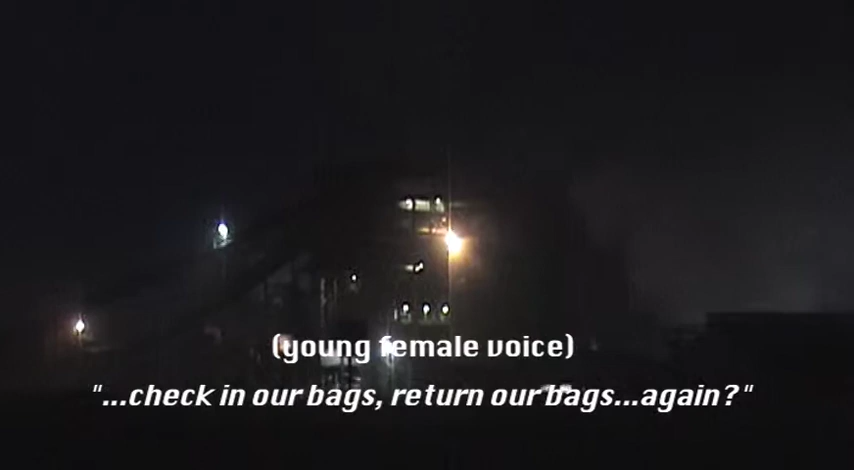 (young female voice)
"...check in our bags, return our bags...again?"